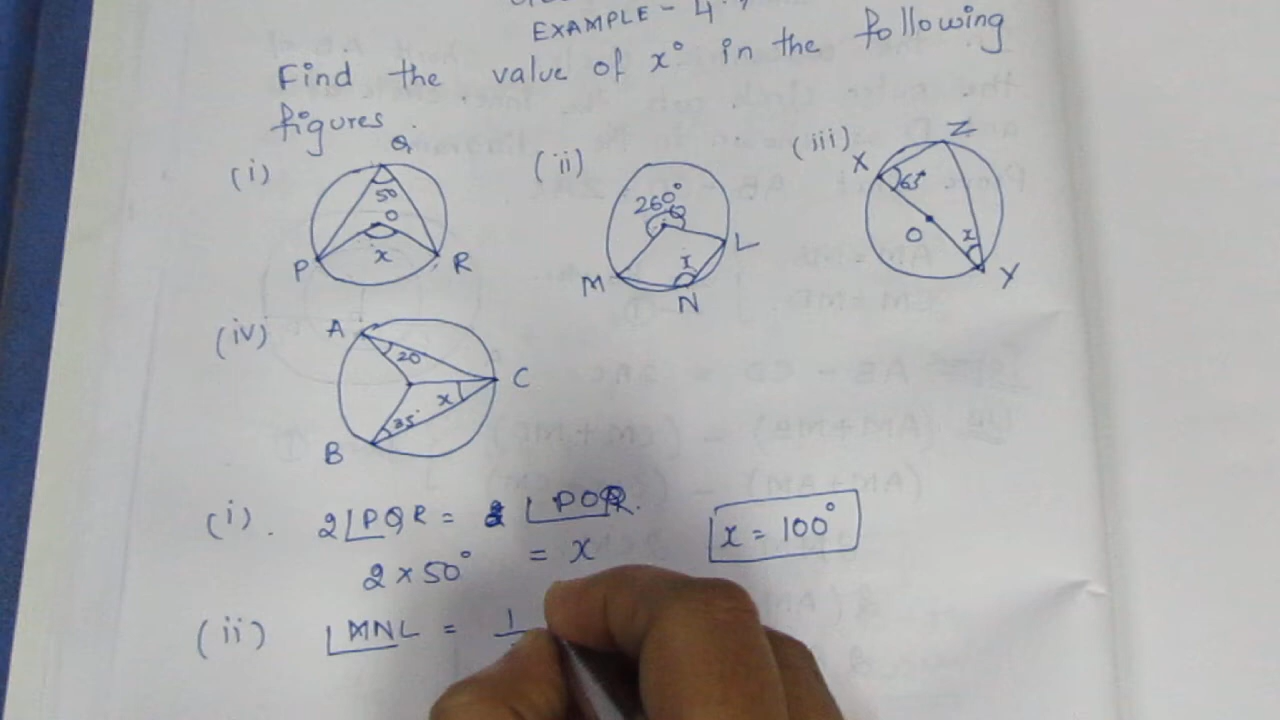 EXAMPLE - 4.
Find the value of x° in the following
figures
(i) Q 50 O x P R
(ii) 260° O x M L N
(iii) X Z 63° O x Y
(iv) A 20 C x 35° B
(i). 2∠PQR = ∠POR.
2 × 50° = x
x = 100°
(ii) ∠MNL = 1